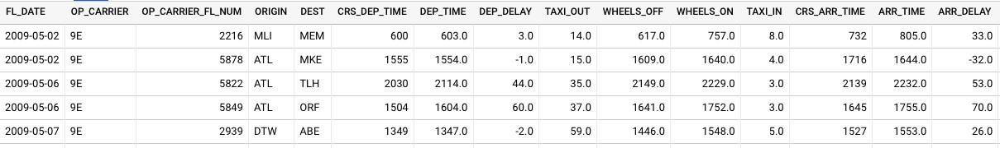 FL_DATE OP_CARRIER OP_CARRIER_FL_NUM ORIGIN DEST CRS_DEP_TIME DEP_TIME DEP_DELAY TAXI_OUT WHEELS_OFF WHEELS_ON TAXI_IN CRS_ARR_TIME ARR_TIME ARR_DELAY
2009-05-02 9E 2216 MLI MEM 600 603.0 3.0 14.0 617.0 757.0 8.0 732 805.0 33.0
2009-05-02 9E 5878 ATL MKE 1555 1554.0 -1.0 15.0 1609.0 1640.0 4.0 1716 1644.0 -32.0
2009-05-06 9E 5822 ATL TLH 2030 2114.0 44.0 35.0 2149.0 2229.0 3.0 2139 2232.0 53.0
2009-05-06 9E 5849 ATL ORF 1504 1604.0 60.0 37.0 1641.0 1752.0 3.0 1645 1755.0 70.0
2009-05-07 9E 2939 DTW ABE 1349 1347.0 -2.0 59.0 1446.0 1548.0 5.0 1527 1553.0 26.0